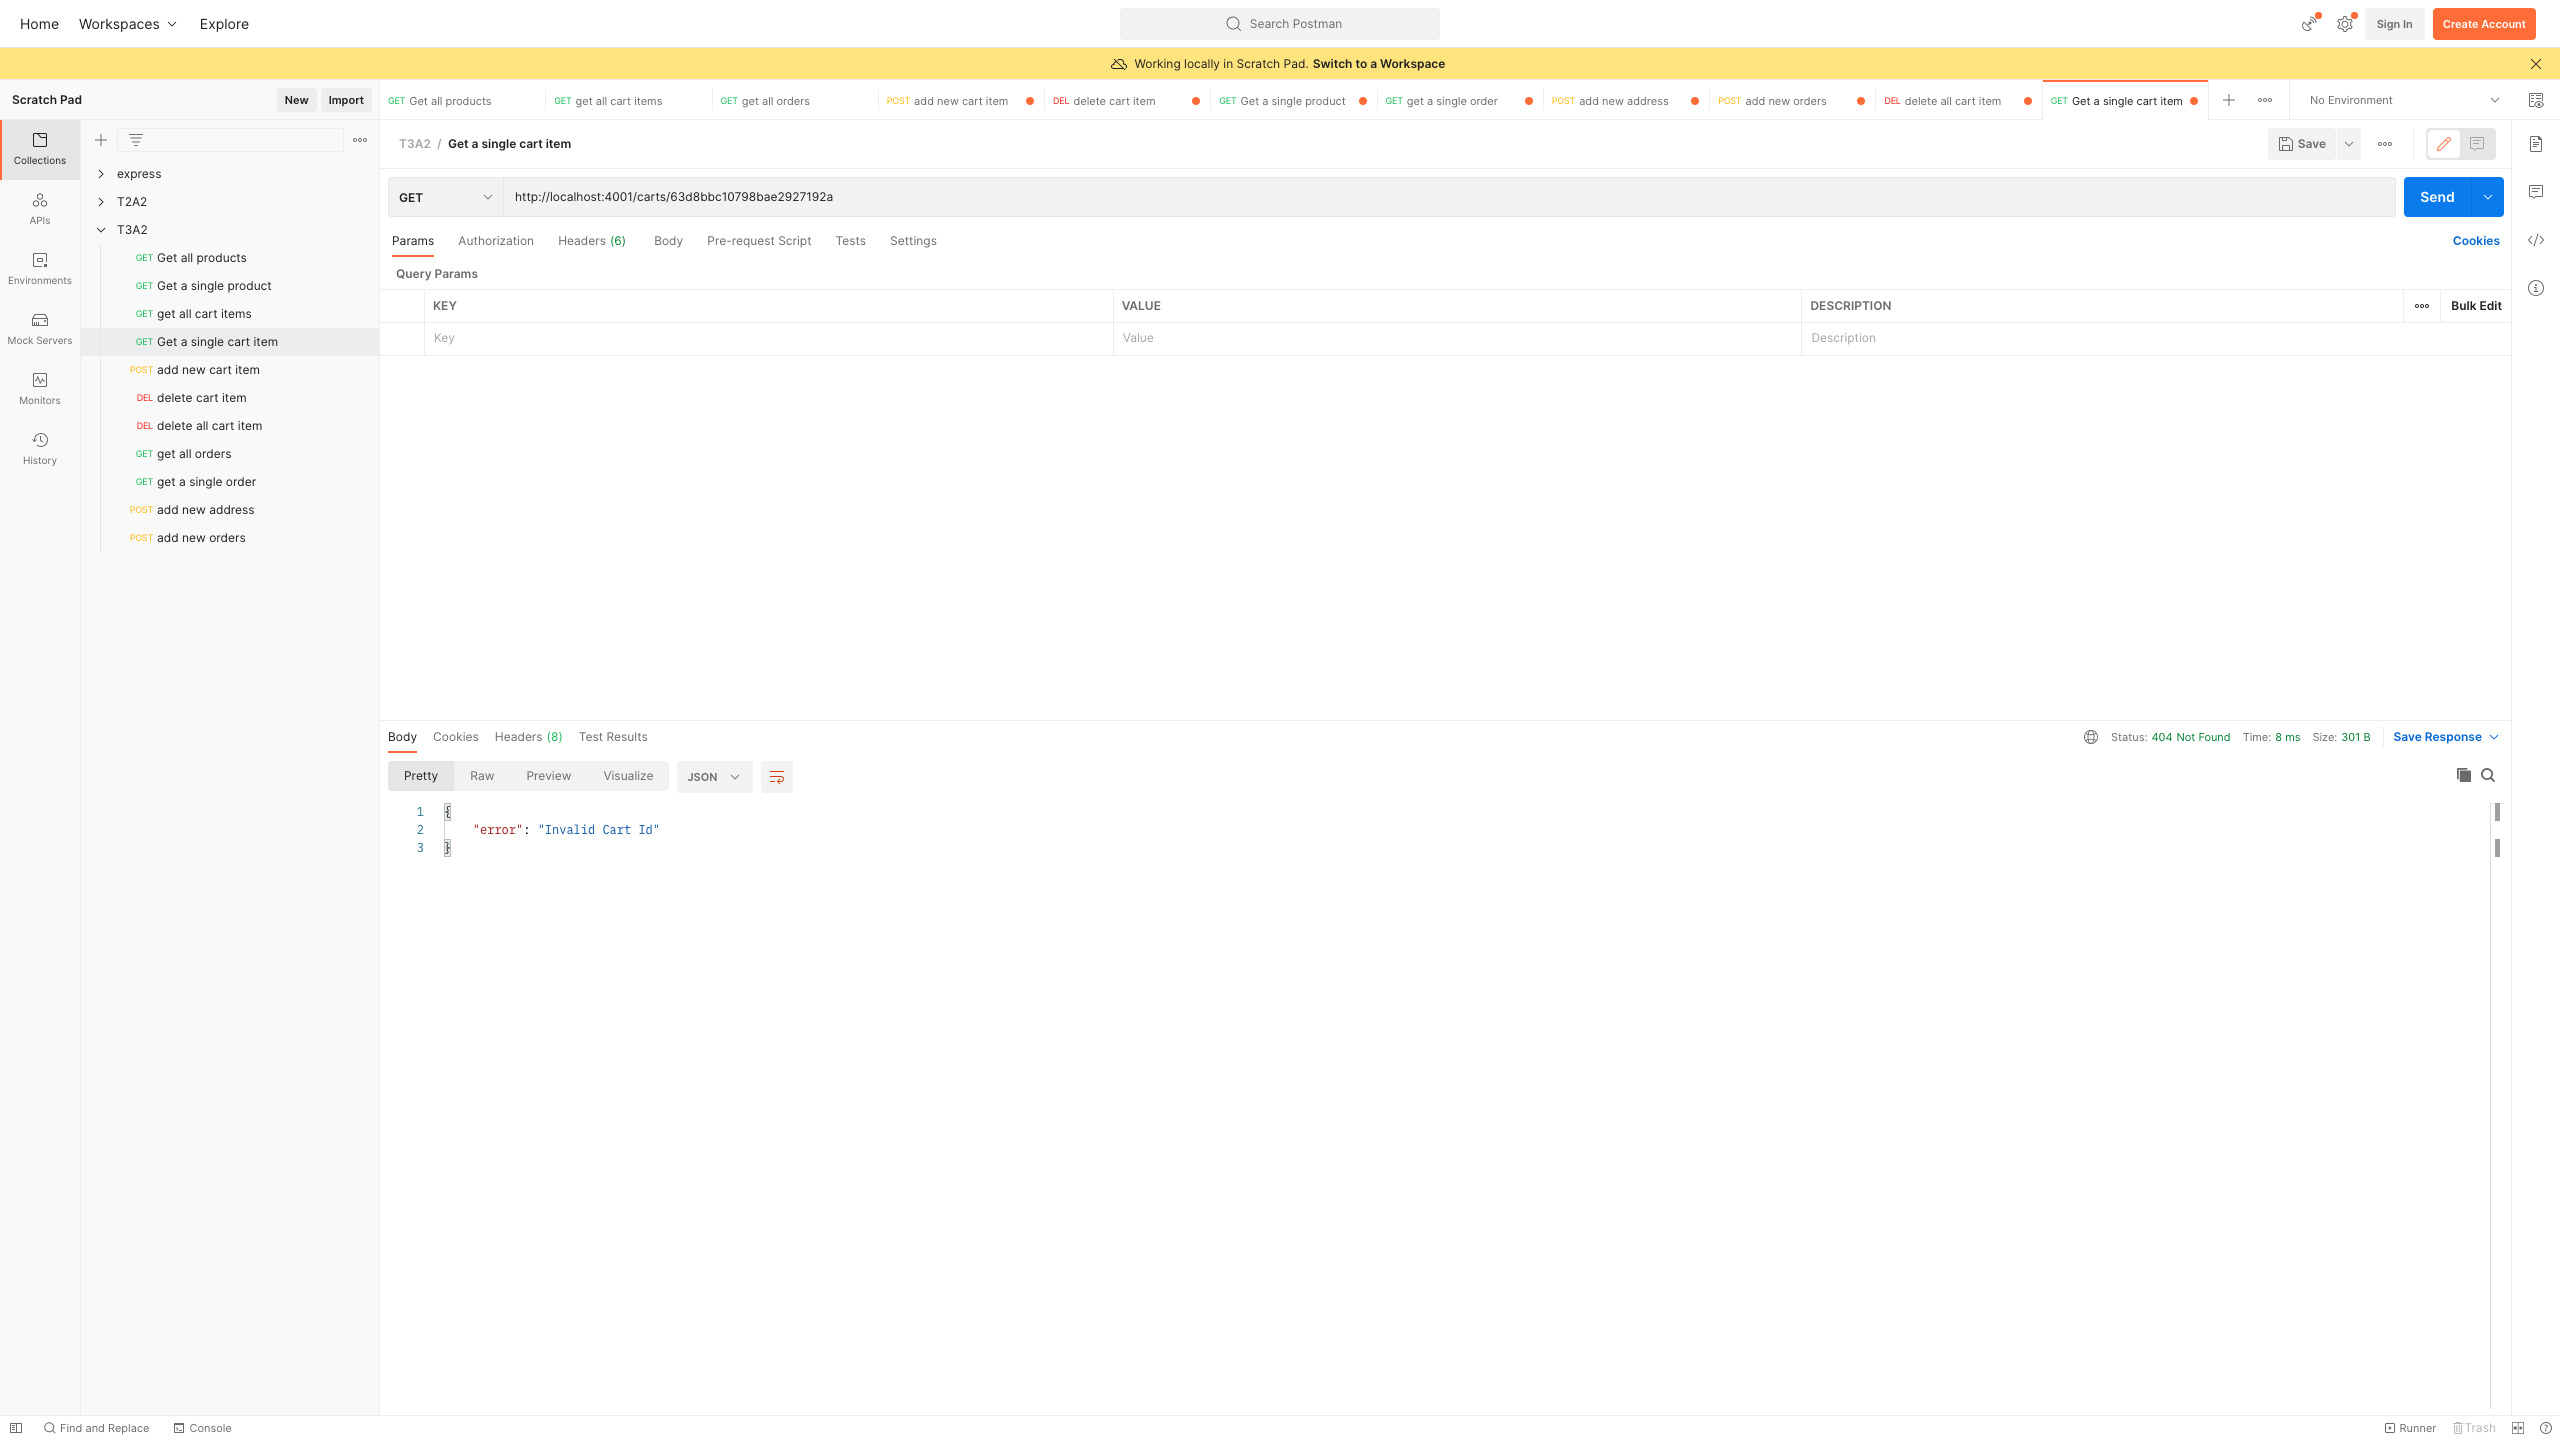 Home Workspaces Explore Search Postman Sign In Create Account
Working locally in Scratch Pad. Switch to a Workspace
Scratch Pad New Import GET Get all products GET get all cart items GET get all orders POST add new cart item DEL delete cart item GET Get a single product GET get a single order POST add new address POST add new orders DEL delete all cart item GET Get a single cart item No Environment
Collections
APIs
Environments
Mock Servers
Monitors
History
express
T2A2
T3A2
GET Get all products
GET Get a single product
GET get all cart items
GET Get a single cart item
POST add new cart item
DEL delete cart item
DEL delete all cart item
GET get all orders
GET get a single order
POST add new address
POST add new orders
T3A2 / Get a single cart item Save
GET http://localhost:4001/carts/63d8bbc10798bae2927192a Send
Params Authorization Headers (6) Body Pre-request Script Tests Settings Cookies
Query Params
KEY VALUE DESCRIPTION Bulk Edit
Key Value Description
Body Cookies Headers (8) Test Results Status: 404 Not Found Time: 8 ms Size: 301 B Save Response
Pretty Raw Preview Visualize JSON
1 {
2 "error": "Invalid Cart Id"
3 }
Find and Replace Console Runner Trash